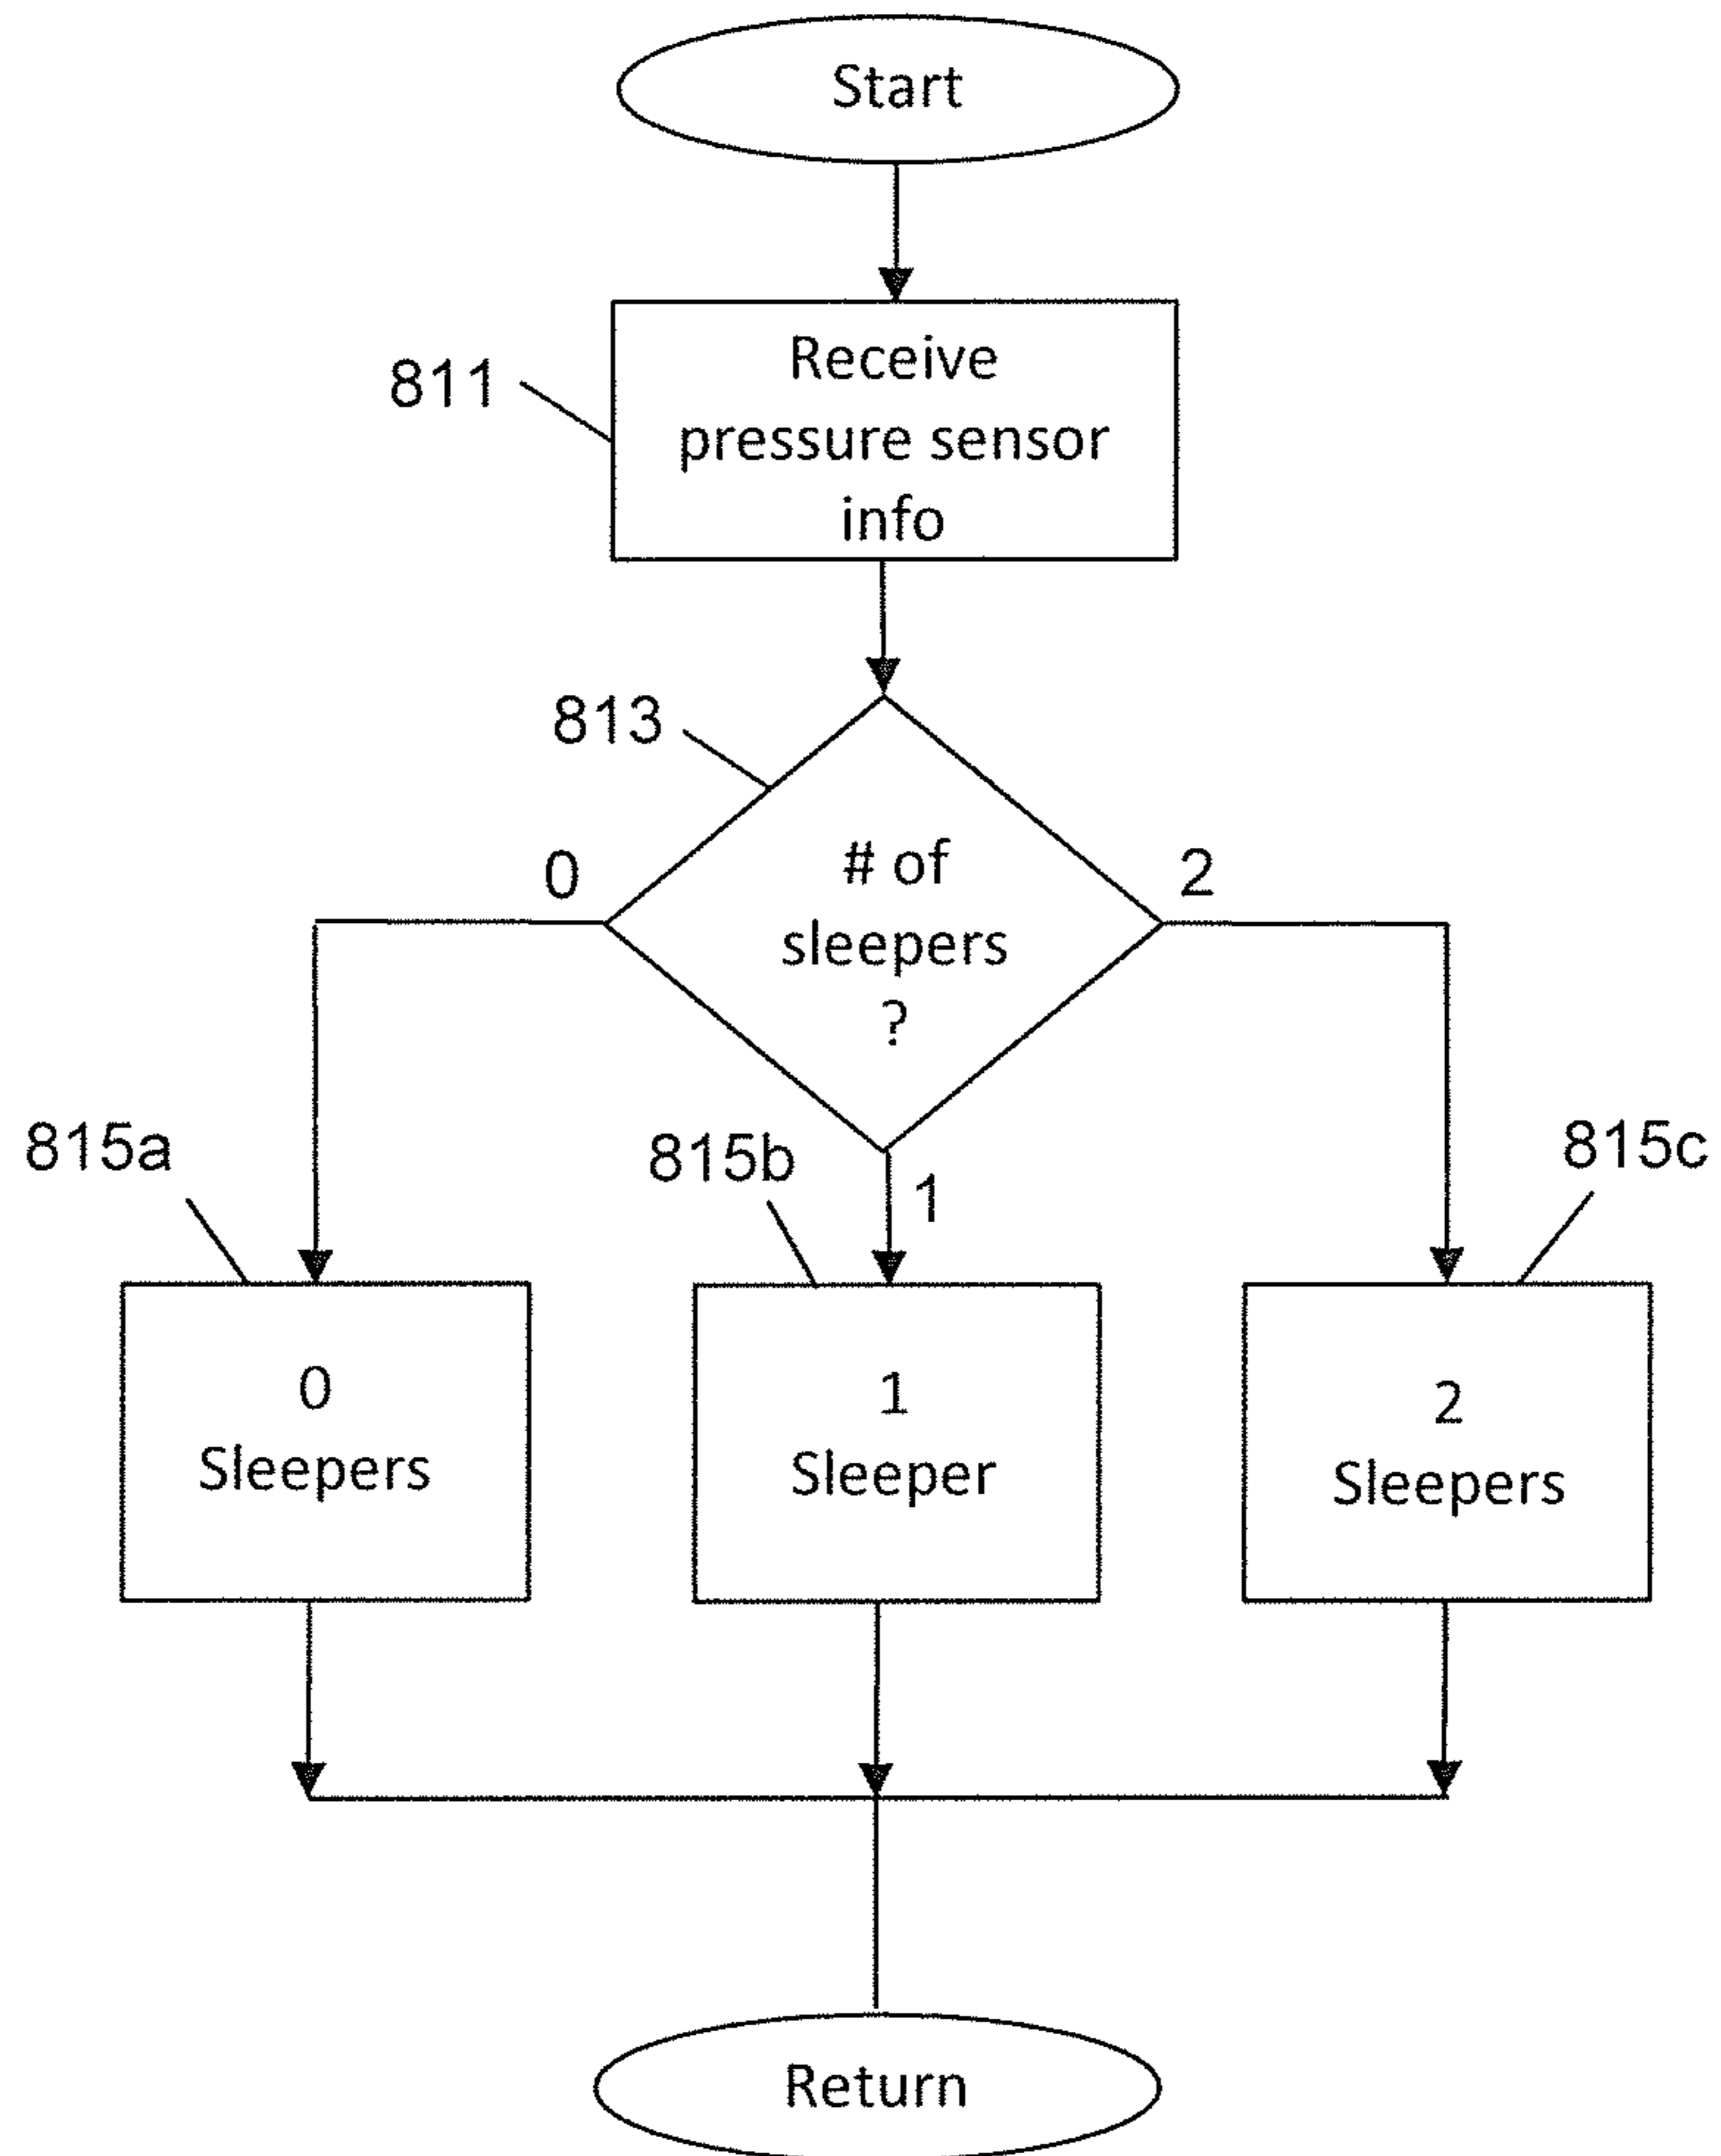 Start
811
Receive
pressure sensor
info
813
# of
sleepers
?
0
2
1
815a
815b
815c
0
Sleepers
1
Sleeper
2
Sleepers
Return